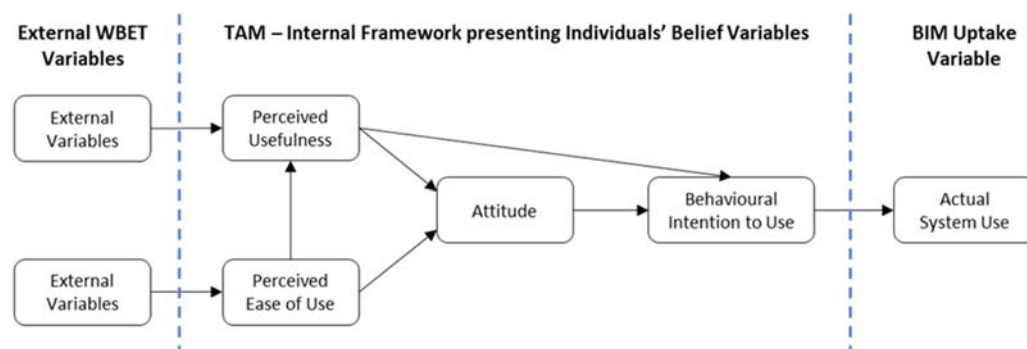 External WBET
Variables
TAM – Internal Framework presenting Individuals’ Belief Variables
BIM Uptake
Variable
External
Variables
Perceived
Usefulness
Attitude
Behavioural
Intention to Use
Actual
System Use
External
Variables
Perceived
Ease of Use